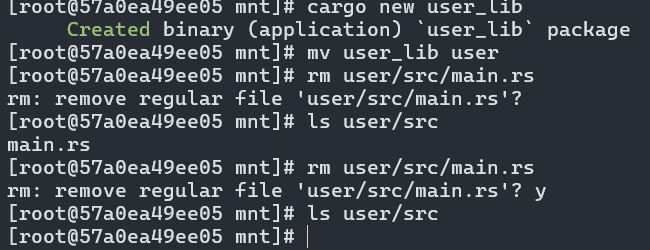 [root@57a0ea49ee05 mnt]# cargo new user_lib
     Created binary (application) `user_lib` package
[root@57a0ea49ee05 mnt]# mv user_lib user
[root@57a0ea49ee05 mnt]# rm user/src/main.rs
rm: remove regular file 'user/src/main.rs'?
[root@57a0ea49ee05 mnt]# ls user/src
main.rs
[root@57a0ea49ee05 mnt]# rm user/src/main.rs
rm: remove regular file 'user/src/main.rs'? y
[root@57a0ea49ee05 mnt]# ls user/src
[root@57a0ea49ee05 mnt]#